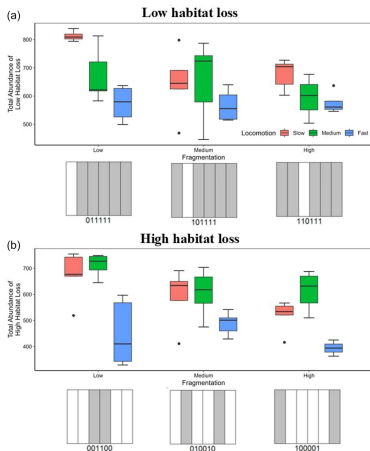 Low habitat loss
(a)
Total Abundance of
Low Habitat Loss
800
700
600
500
Locomotion Slow Medium Fast
Low Medium High
Fragmentation
011111 101111 110111
High habitat loss
(b)
Total Abundance of
High Habitat Loss
700
600
500
400
Low Medium High
Fragmentation
001100 010010 100001